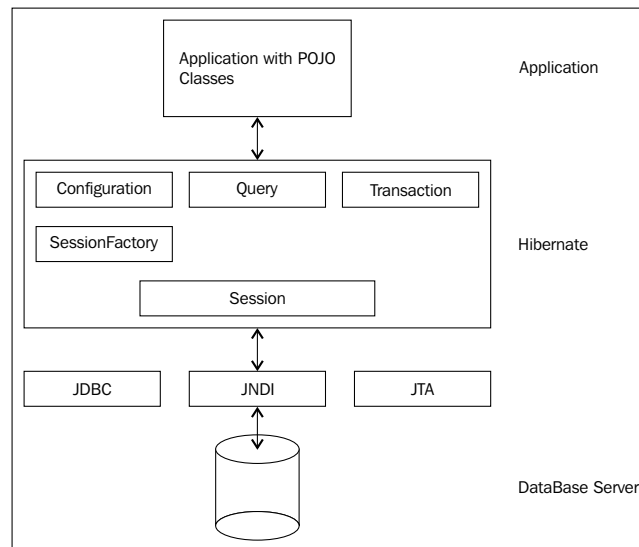 Application with POJO
Classes
Application
Configuration
Query
Transaction
SessionFactory
Hibernate
Session
JDBC
JNDI
JTA
DataBase Server